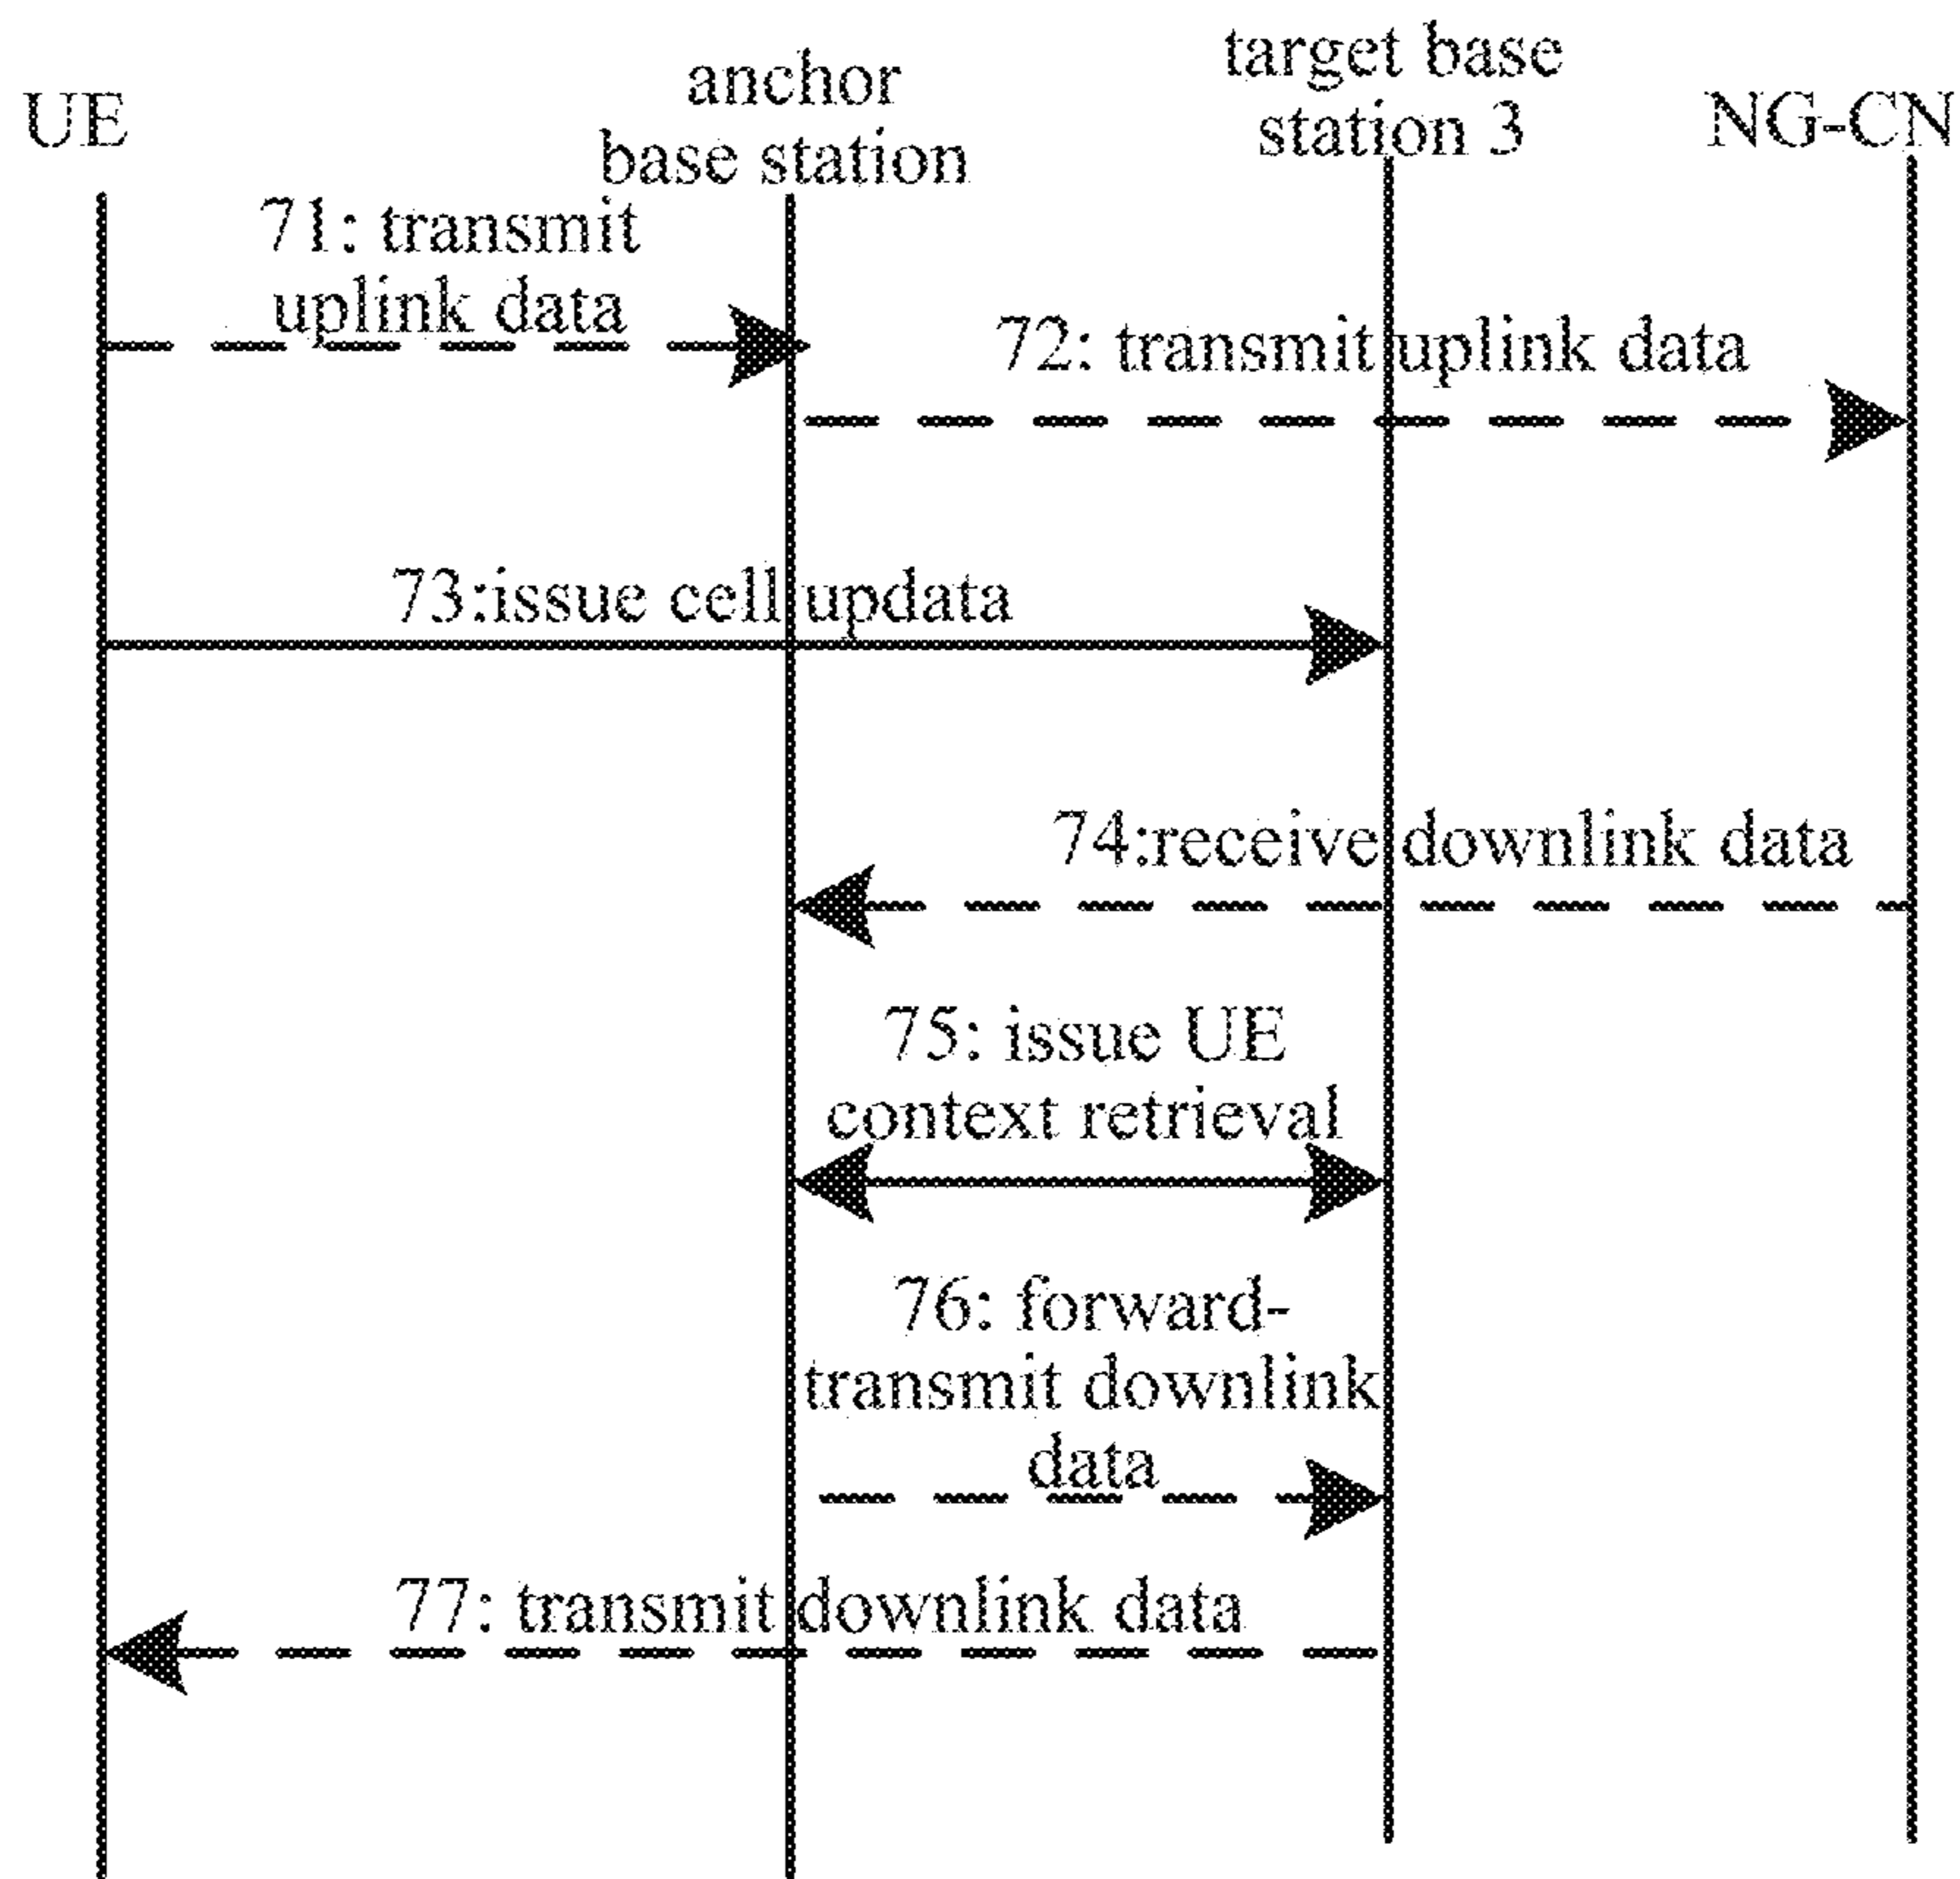 UE
anchor
base station
target base
station 3
NG-CN
71: transmit
uplink data
72: transmit uplink data
73:issue cell updata
74:receive downlink data
75: issue UE
context retrieval
76: forward-
transmit downlink
data
77: transmit downlink data